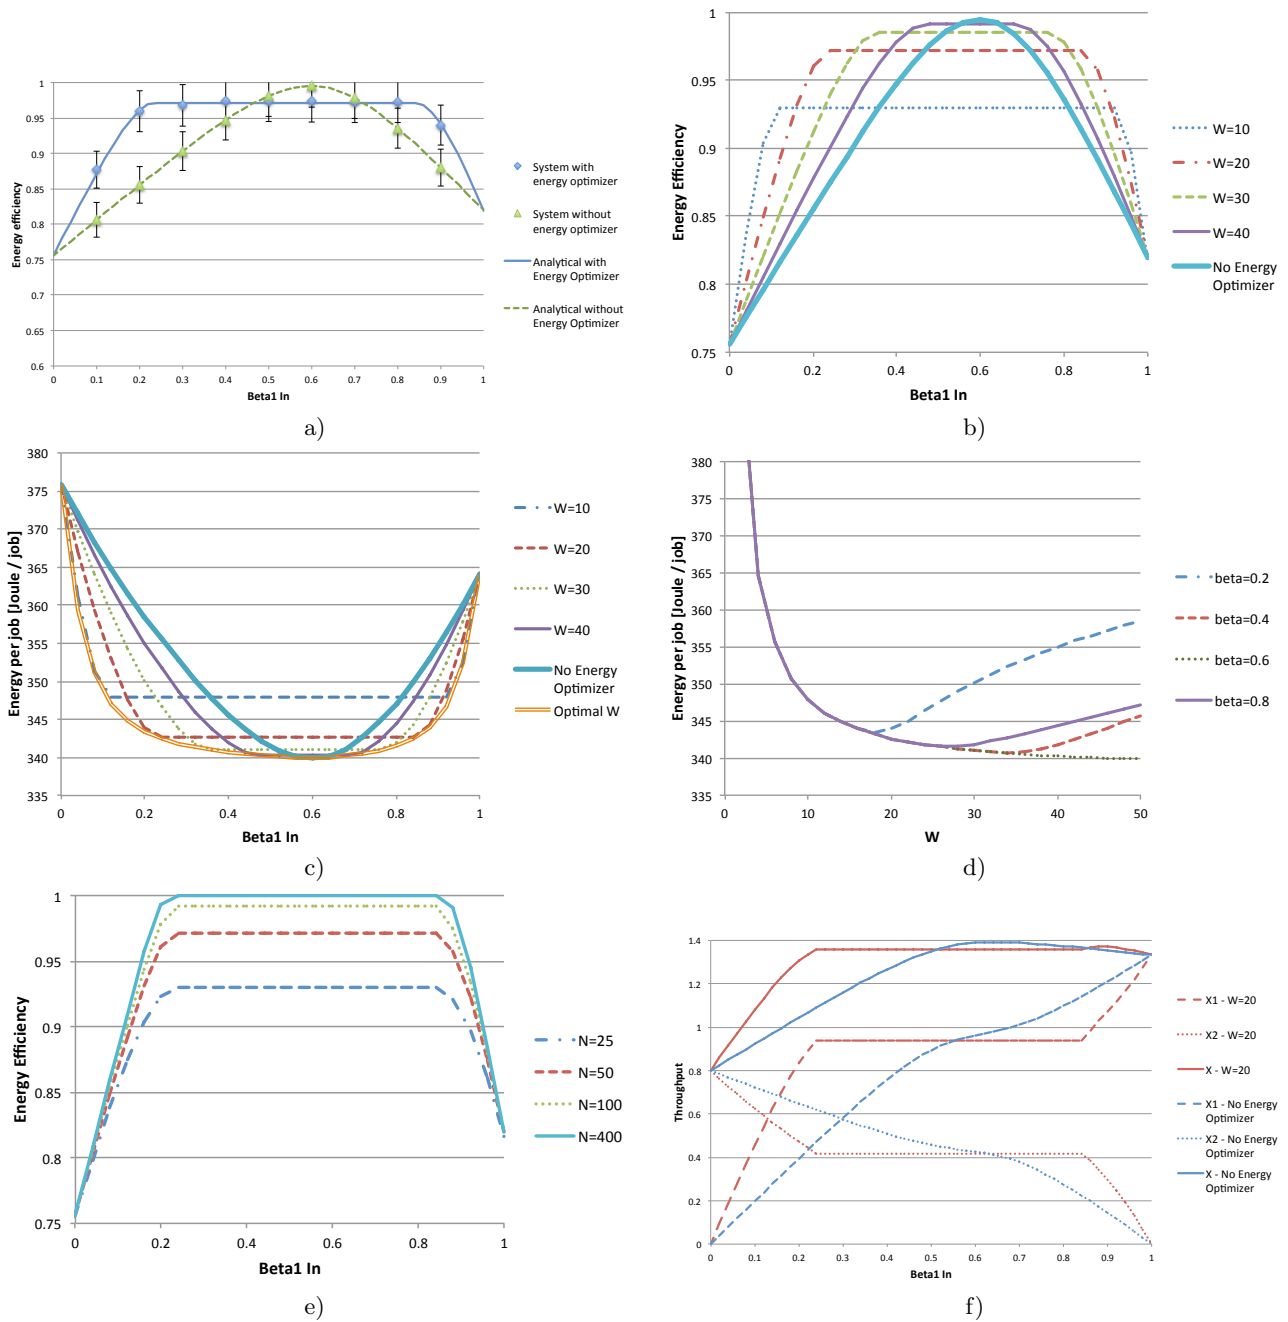 1
0.95
0.9
0.85
0.8
0.75
0.7
0.65
0.6
Energy efficiency
0 0.1 0.2 0.3 0.4 0.5 0.6 0.7 0.8 0.9 1
Beta1 In
System with
energy optimizer
System without
energy optimizer
Analytical with
Energy Optimizer
Analytical without
Energy Optimizer
a)
1
0.95
0.9
0.85
0.8
0.75
Energy Efficiency
0 0.2 0.4 0.6 0.8 1
Beta1 In
W=10
W=20
W=30
W=40
No Energy
Optimizer
b)
380
375
370
365
360
355
350
345
340
335
Energy per job [Joule / job]
0 0.2 0.4 0.6 0.8 1
Beta1 In
W=10
W=20
W=30
W=40
No Energy
Optimizer
Optimal W
c)
380
375
370
365
360
355
350
345
340
335
Energy per job [Joule / job]
0 10 20 30 40 50
W
beta=0.2
beta=0.4
beta=0.6
beta=0.8
d)
1
0.95
0.9
0.85
0.8
0.75
Energy Efficiency
0 0.2 0.4 0.6 0.8 1
Beta1 In
N=25
N=50
N=100
N=400
e)
1.4
1.2
1
0.8
0.6
0.4
0.2
0
Throughput
0 0.1 0.2 0.3 0.4 0.5 0.6 0.7 0.8 0.9 1
Beta1 In
X1 - W=20
X2 - W=20
X - W=20
X1 - No Energy
Optimizer
X2 - No Energy
Optimizer
X - No Energy
Optimizer
f)